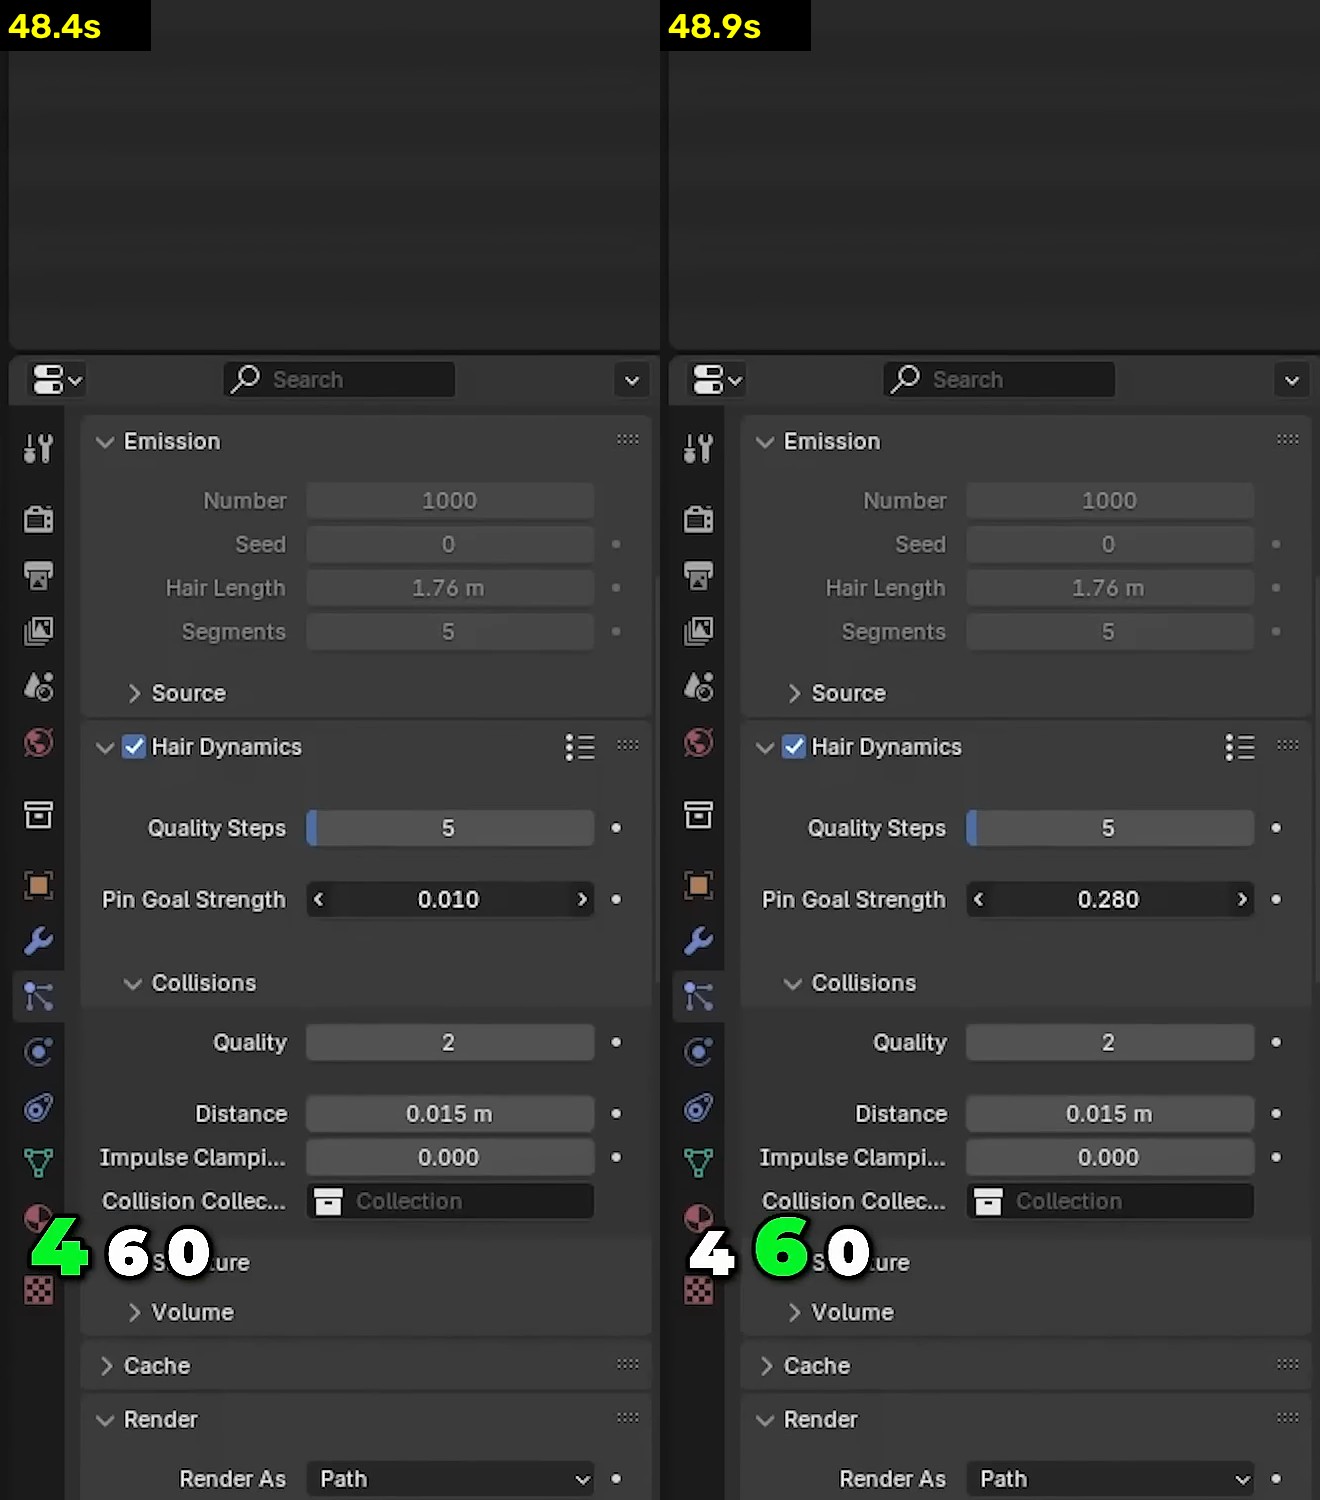 48.4s
Search
Emission
Number 1000
Seed 0
Hair Length 1.76 m
Segments 5
Source
Hair Dynamics
Quality Steps 5
Pin Goal Strength 0.010
Collisions
Quality 2
Distance 0.015 m
Impulse Clampi... 0.000
Collision Collec... Collection
4 6 0
Volume
Cache
Render
Render As Path
48.9s
Search
Emission
Number 1000
Seed 0
Hair Length 1.76 m
Segments 5
Source
Hair Dynamics
Quality Steps 5
Pin Goal Strength 0.280
Collisions
Quality 2
Distance 0.015 m
Impulse Clampi... 0.000
Collision Collec... Collection
4 6 0
Volume
Cache
Render
Render As Path